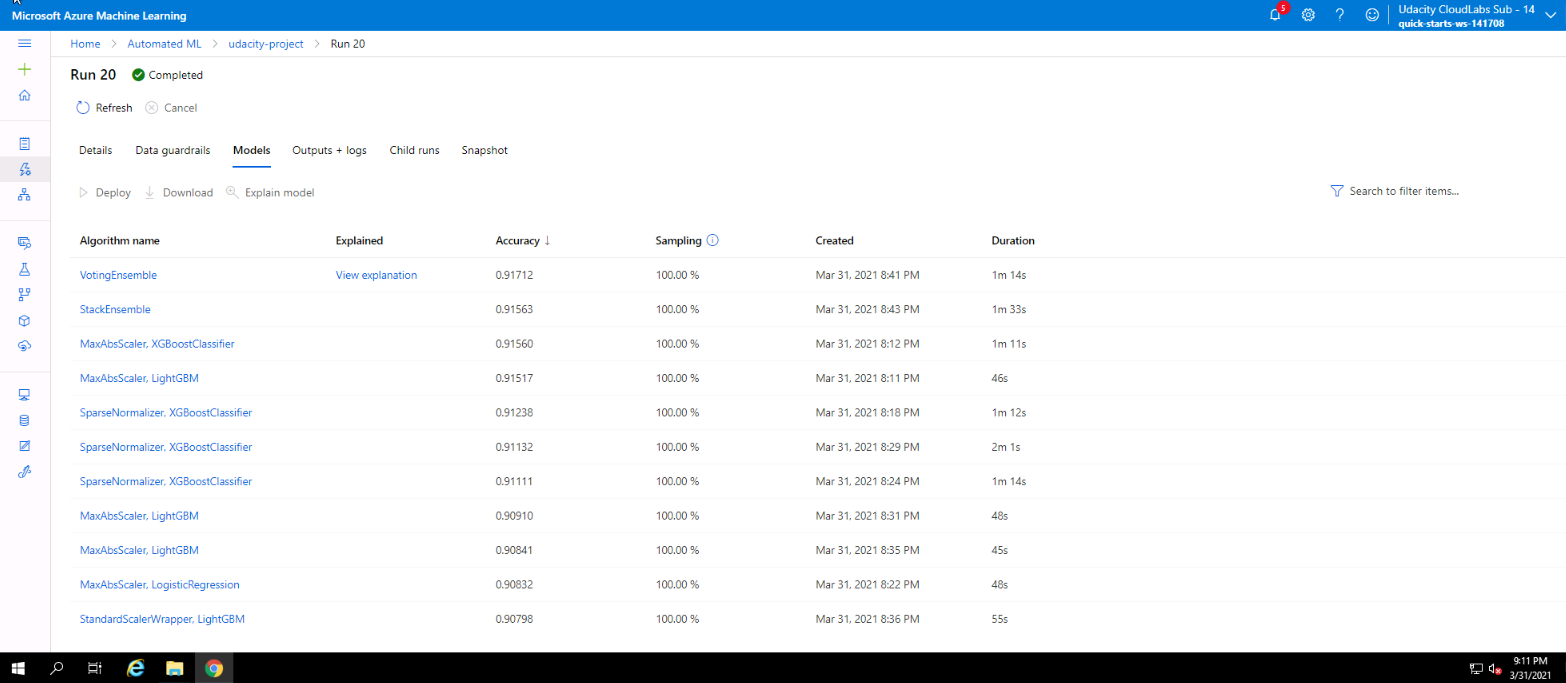 Microsoft Azure Machine Learning
5
?
Udacity CloudLabs Sub - 14
quick-starts-ws-141708
Home > Automated ML > udacity-project > Run 20
Run 20 Completed
Refresh Cancel
Details Data guardrails Models Outputs + logs Child runs Snapshot
Deploy Download Explain model Search to filter items...
Algorithm name Explained Accuracy ↓ Sampling Created Duration
VotingEnsemble View explanation 0.91712 100.00 % Mar 31, 2021 8:41 PM 1m 14s
StackEnsemble 0.91563 100.00 % Mar 31, 2021 8:43 PM 1m 33s
MaxAbsScaler, XGBoostClassifier 0.91560 100.00 % Mar 31, 2021 8:12 PM 1m 11s
MaxAbsScaler, LightGBM 0.91517 100.00 % Mar 31, 2021 8:11 PM 46s
SparseNormalizer, XGBoostClassifier 0.91238 100.00 % Mar 31, 2021 8:18 PM 1m 12s
SparseNormalizer, XGBoostClassifier 0.91132 100.00 % Mar 31, 2021 8:29 PM 2m 1s
SparseNormalizer, XGBoostClassifier 0.91111 100.00 % Mar 31, 2021 8:24 PM 1m 14s
MaxAbsScaler, LightGBM 0.90910 100.00 % Mar 31, 2021 8:31 PM 48s
MaxAbsScaler, LightGBM 0.90841 100.00 % Mar 31, 2021 8:35 PM 45s
MaxAbsScaler, LogisticRegression 0.90832 100.00 % Mar 31, 2021 8:22 PM 48s
StandardScalerWrapper, LightGBM 0.90798 100.00 % Mar 31, 2021 8:36 PM 55s
9:11 PM
3/31/2021